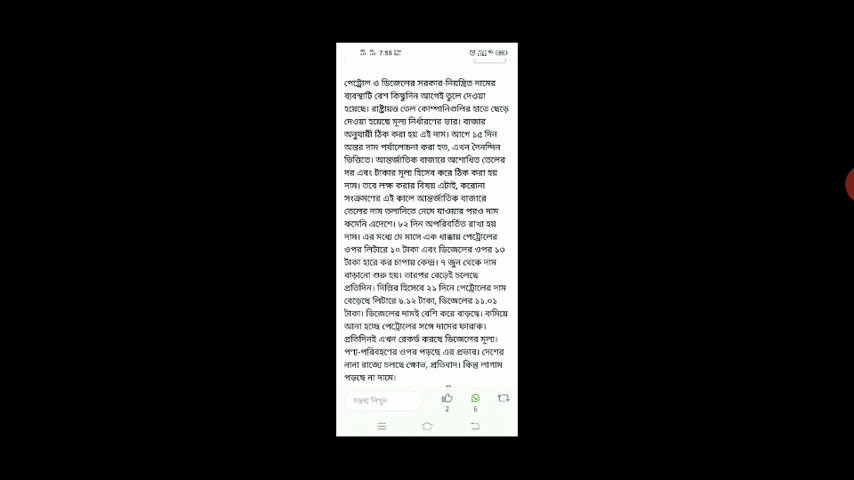 7:55
পেট্রোল ও ডিজেলের সরকার-নিয়ন্ত্রিত দামের
ব্যবস্থাটি বেশ কিছুদিন আগেই তুলে দেওয়া
হয়েছে। রাষ্ট্রায়ত্ত তেল কোম্পানিগুলির হাতে ছেড়ে
দেওয়া হয়েছে মূল্য নির্ধারণের ভার। বাজার
অনুযায়ী ঠিক করা হয় এই দাম। আগে ১৫ দিন
অন্তর দাম পর্যালোচনা করা হত, এখন দৈনন্দিন
ভিত্তিতে। আন্তর্জাতিক বাজারে অশোধিত তেলের
দর এবং টাকার মূল্য হিসেব করে ঠিক করা হয়
দাম। তবে লক্ষ করার বিষয় এটাই, করোনা
সংক্রমণের এই কালে আন্তর্জাতিক বাজারে
তেলের দাম তলানিতে নেমে যাওয়ার পরও দাম
কমেনি এদেশে। ৮২ দিন অপরিবর্তিত রাখা হয়
দাম। এর মধ্যে মে মাসে এক ধাক্কায় পেট্রোলের
ওপর লিটারে ১০ টাকা এবং ডিজেলের ওপর ১৩
টাকা হারে কর চাপায় কেন্দ্র। ৭ জুন থেকে দাম
বাড়ানো শুরু হয়। তারপর বেড়েই চলেছে
প্রতিদিন। দিল্লির হিসেবে ২১ দিনে পেট্রোলের দাম
বেড়েছে লিটারে ৯.১২ টাকা, ডিজেলের ১১.০১
টাকা। ডিজেলের দামই বেশি করে বাড়ছে। কমিয়ে
আনা হচ্ছে পেট্রোলের সঙ্গে দামের ফারাক।
প্রতিদিনই এখন রেকর্ড করছে ডিজেলের মূল্য।
পণ্য-পরিবহণের ওপর পড়ছে এর প্রভাব। দেশের
নানা রাজ্যে চলছে ক্ষোভ, প্রতিবাদ। কিন্তু লাগাম
পড়ছে না দামে।
মন্তব্য লিখুন
2 6